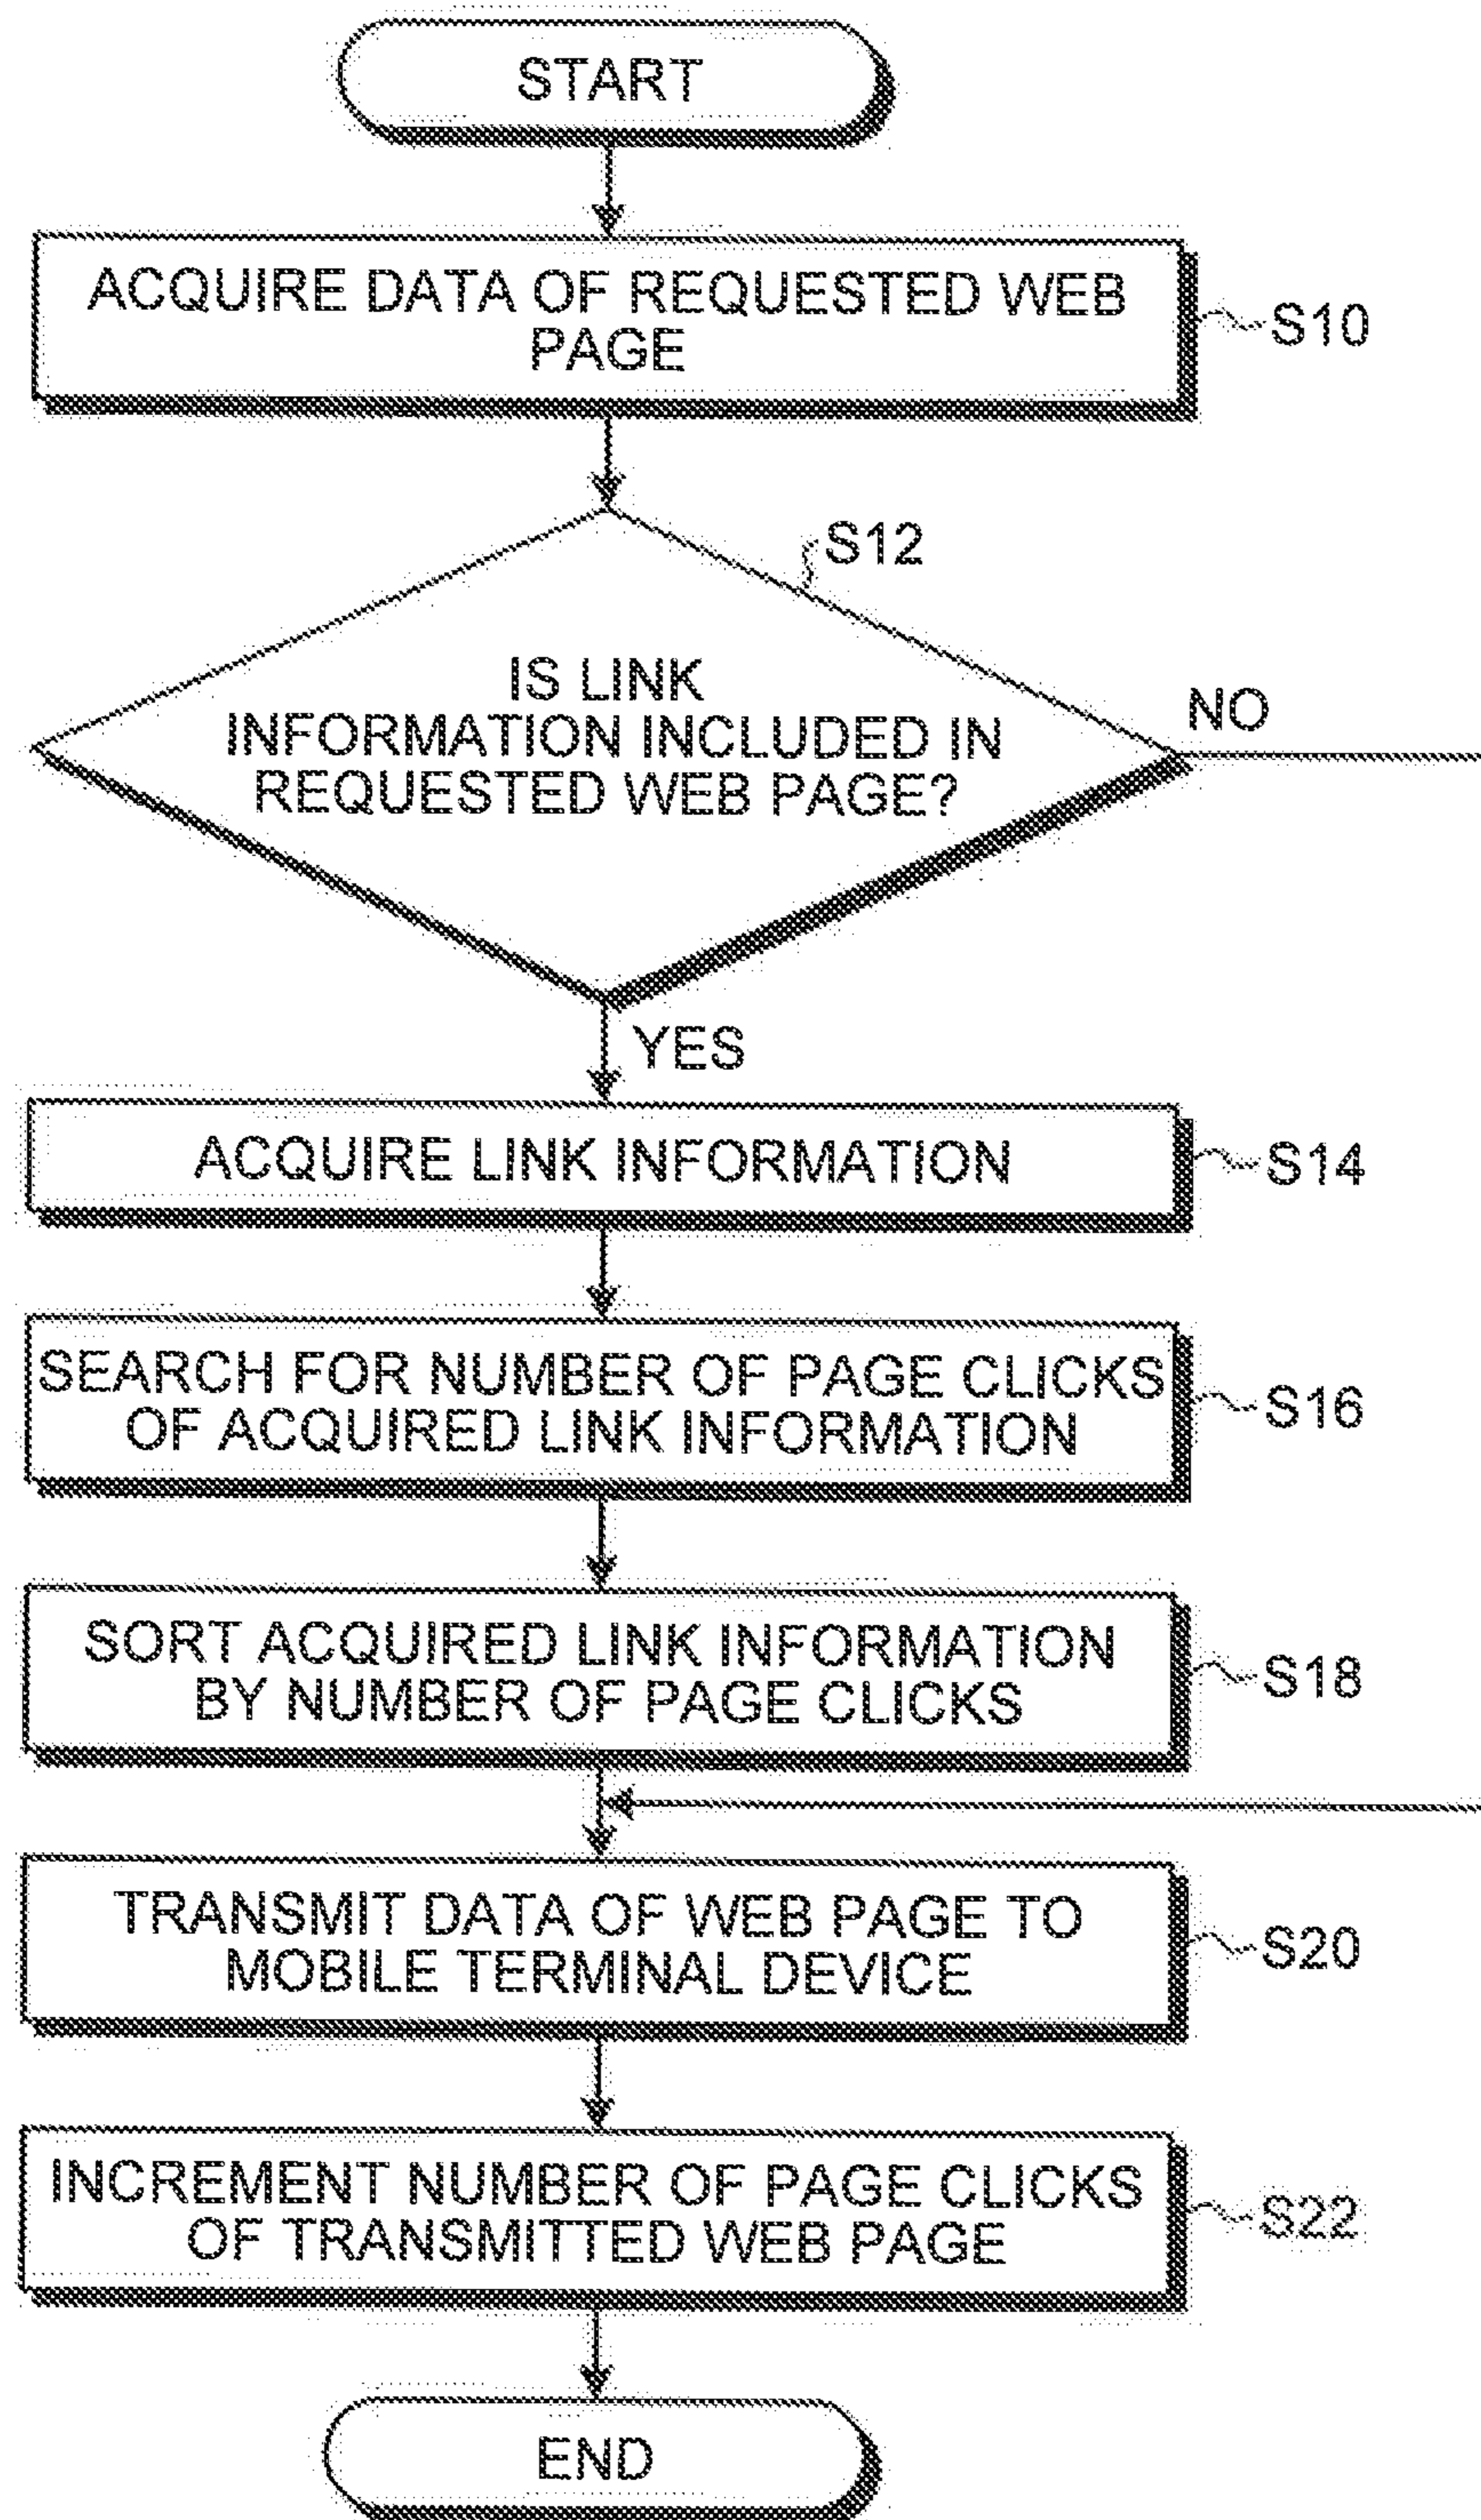 START
ACQUIRE DATA OF REQUESTED WEB
PAGE
S10
S12
IS LINK
INFORMATION INCLUDED IN
REQUESTED WEB PAGE?
NO
YES
ACQUIRE LINK INFORMATION
S14
SEARCH FOR NUMBER OF PAGE CLICKS
OF ACQUIRED LINK INFORMATION
S16
SORT ACQUIRED LINK INFORMATION
BY NUMBER OF PAGE CLICKS
S18
TRANSMIT DATA OF WEB PAGE TO
MOBILE TERMINAL DEVICE
S20
INCREMENT NUMBER OF PAGE CLICKS
OF TRANSMITTED WEB PAGE
S22
END